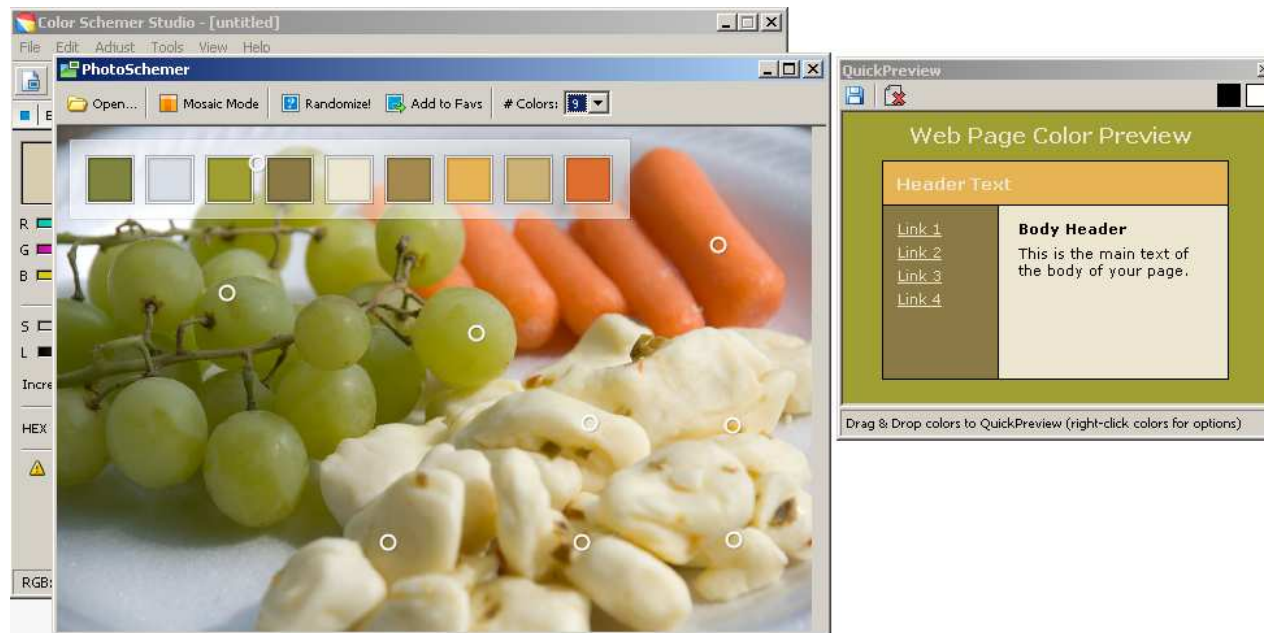 Color Schemer Studio - [untitled]
File Edit Adjust Tools View Help
PhotoSchemer
Open... Mosaic Mode Randomize! Add to Favs # Colors: 9
R
G
B
S
L
HEX
RGB:
QuickPreview
Web Page Color Preview
Header Text
Link 1
Link 2
Link 3
Link 4
Body Header
This is the main text of
the body of your page.
Drag & Drop colors to QuickPreview (right-click colors for options)